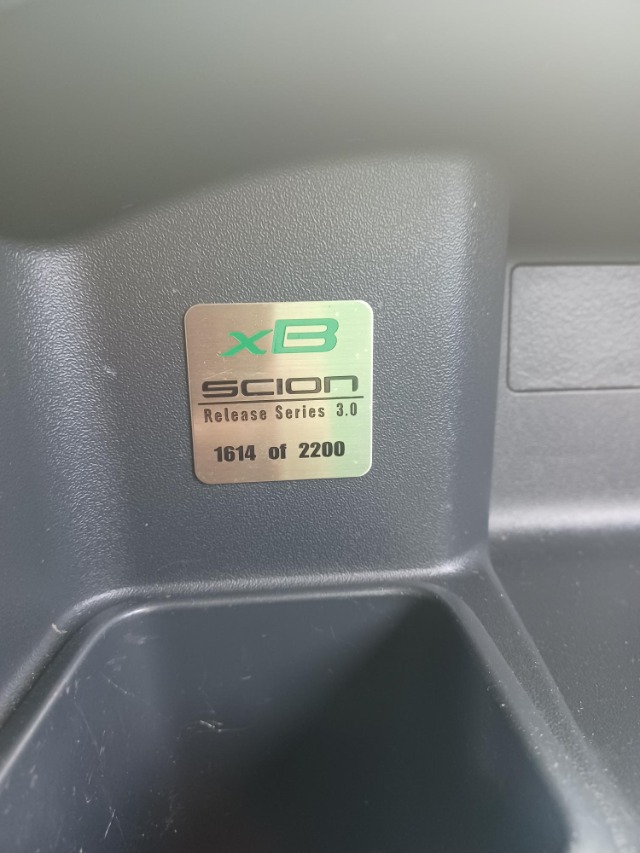 xB
SCION
Release Series 3.0
1614 of 2200